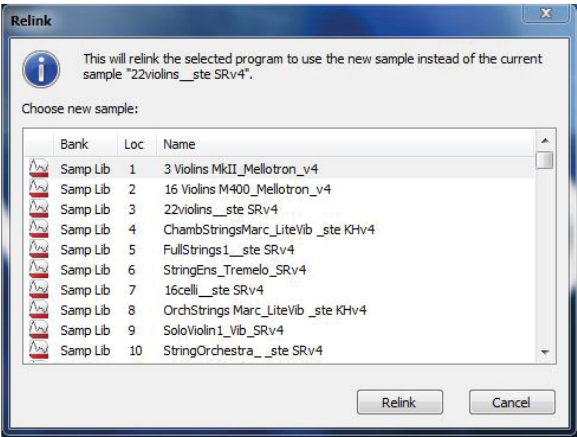 Relink
This will relink the selected program to use the new sample instead of the current
sample "22violins__ste SRv4".
Choose new sample:
Bank Loc Name
Samp Lib 1 3 Violins MkII_Mellotron_v4
Samp Lib 2 16 Violins M400_Mellotron_v4
Samp Lib 3 22violins__ste SRv4
Samp Lib 4 ChambStringsMarc_LiteVib _ste KHv4
Samp Lib 5 FullStrings1__ste SRv4
Samp Lib 6 StringEns_Tremelo_SRv4
Samp Lib 7 16celli__ste SRv4
Samp Lib 8 OrchStrings Marc_LiteVib _ste KHv4
Samp Lib 9 SoloViolin1_Vib_SRv4
Samp Lib 10 StringOrchestra_ _ste SRv4
Relink Cancel